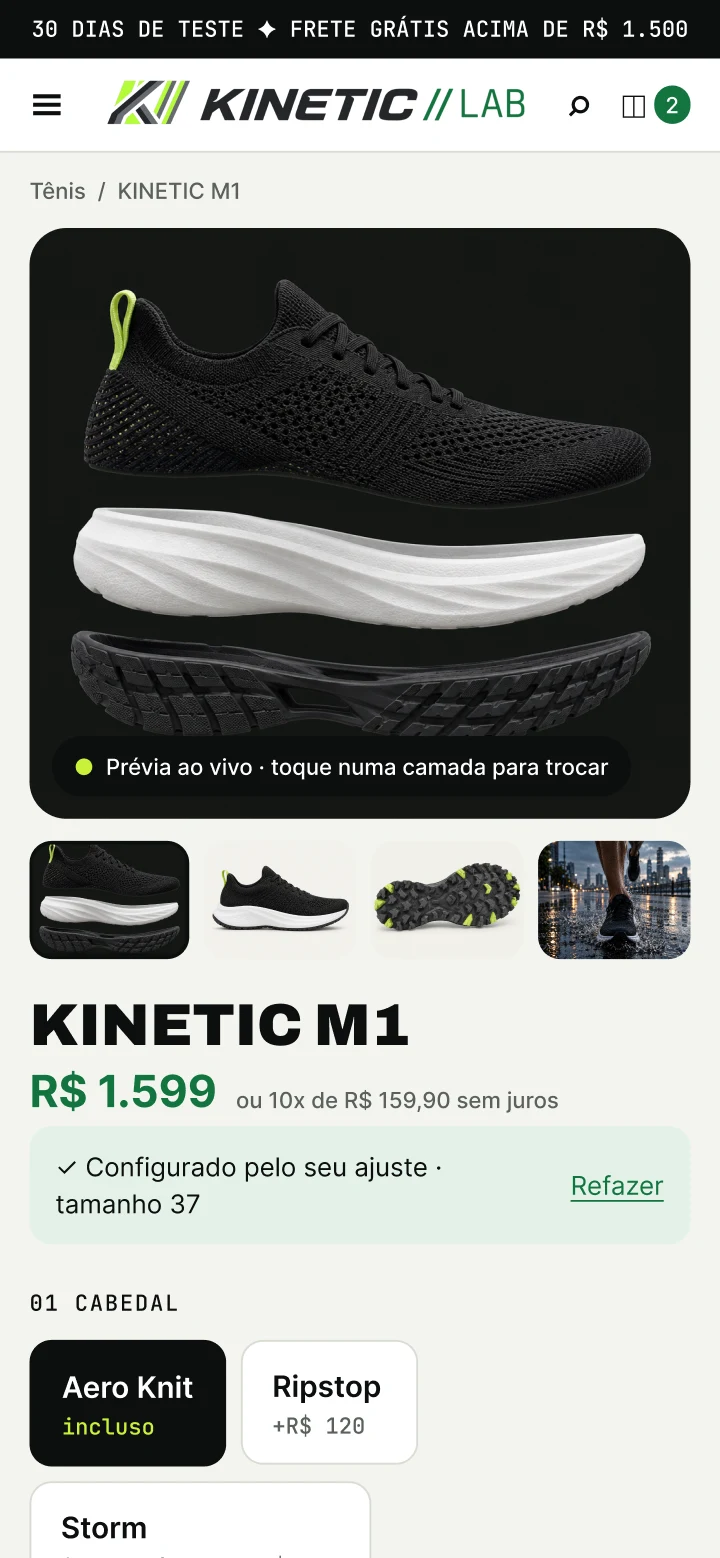 30 DIAS DE TESTE ✦ FRETE GRÁTIS ACIMA DE R$ 1.500
KINETIC//LAB
2
Tênis / KINETIC M1
Prévia ao vivo · toque numa camada para trocar
KINETIC M1
R$ 1.599 ou 10x de R$ 159,90 sem juros
✓ Configurado pelo seu ajuste ·
tamanho 37
Refazer
01 CABEDAL
Aero Knit
incluso
Ripstop
+R$ 120
Storm